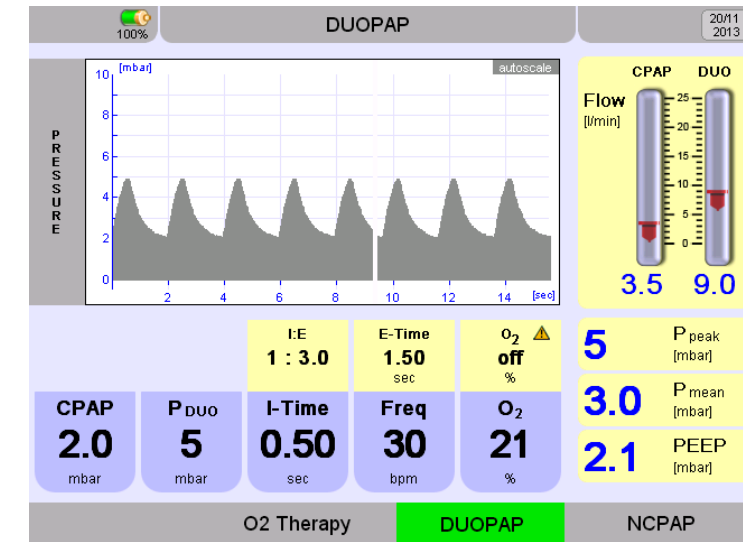 100%
DUOPAP
20/11
2013
PRESSURE
[mbar]
autoscale
10
8
6
4
2
0
2 4 6 8 10 12 14 [sec]
CPAP DUO
Flow
[l/min]
25
20
15
10
5
0
3.5 9.0
I:E
1 : 3.0
E-Time
1.50
sec
O2
off
%
CPAP
2.0
mbar
P DUO
5
mbar
I-Time
0.50
sec
Freq
30
bpm
O2
21
%
5 P peak
[mbar]
3.0 P mean
[mbar]
2.1 PEEP
[mbar]
O2 Therapy DUOPAP NCPAP